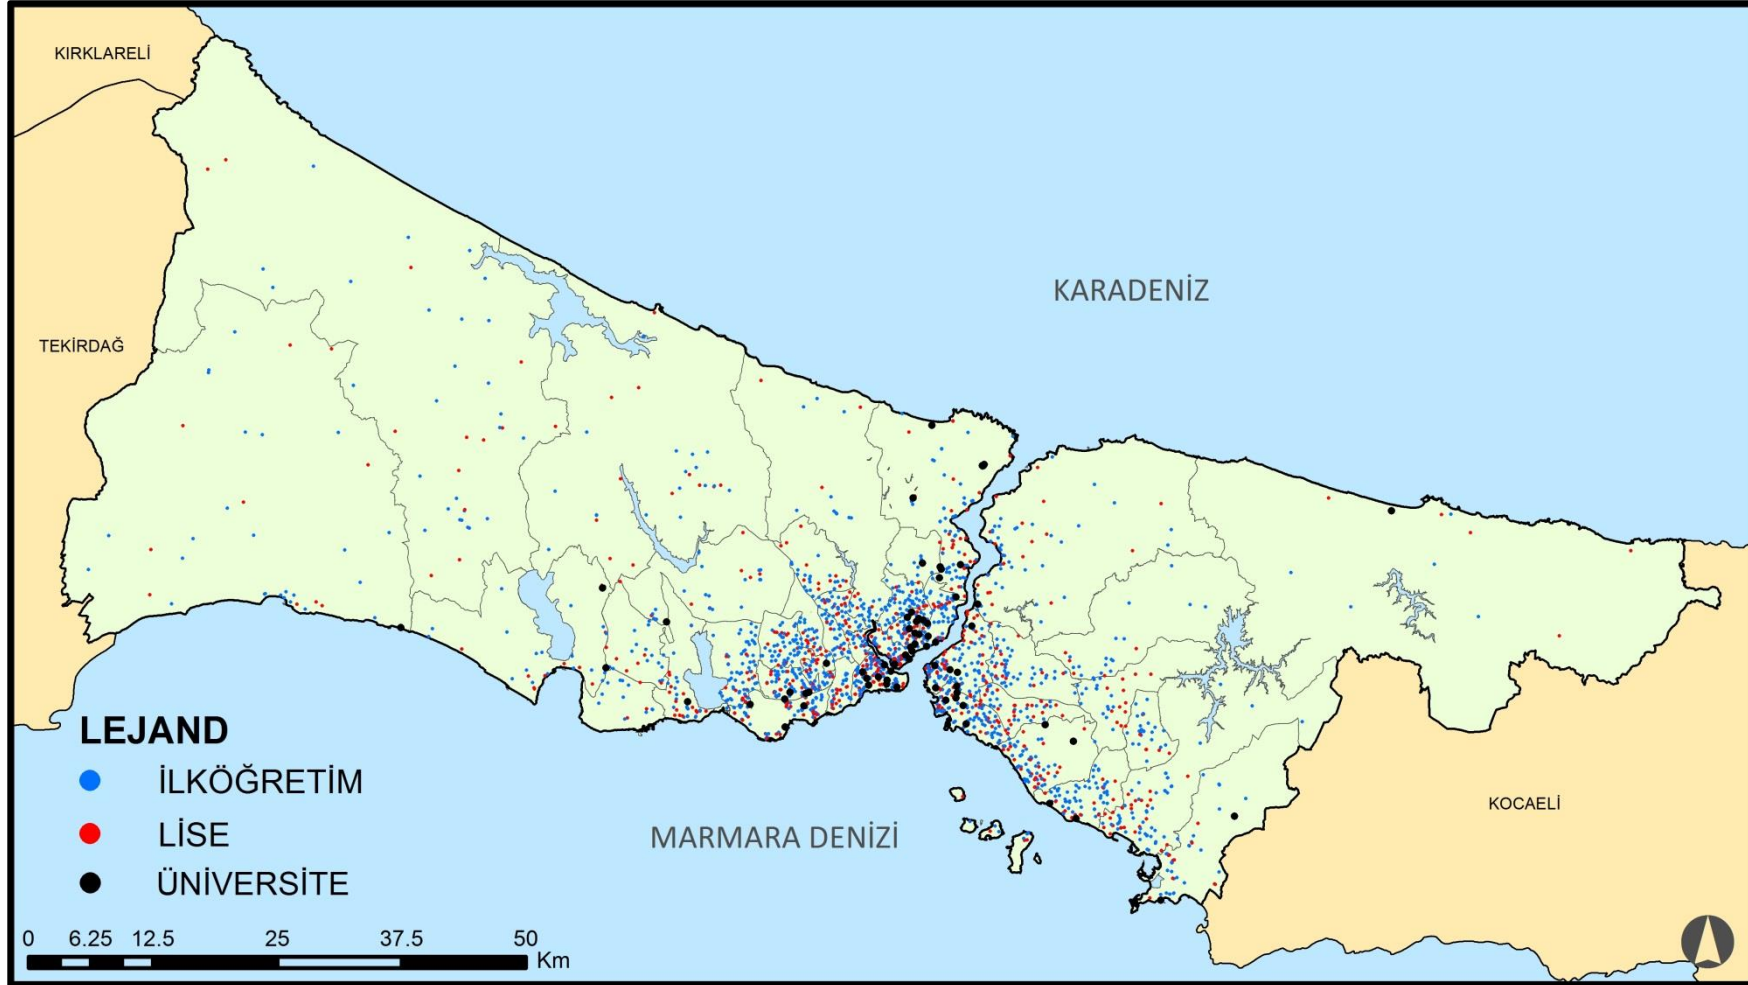 KIRKLARELİ
KARADENİZ
TEKİRDAĞ
LEJAND
İLKÖĞRETİM
LİSE
ÜNİVERSİTE
MARMARA DENİZİ
KOCAELİ
0 6.25 12.5 25 37.5 50
Km